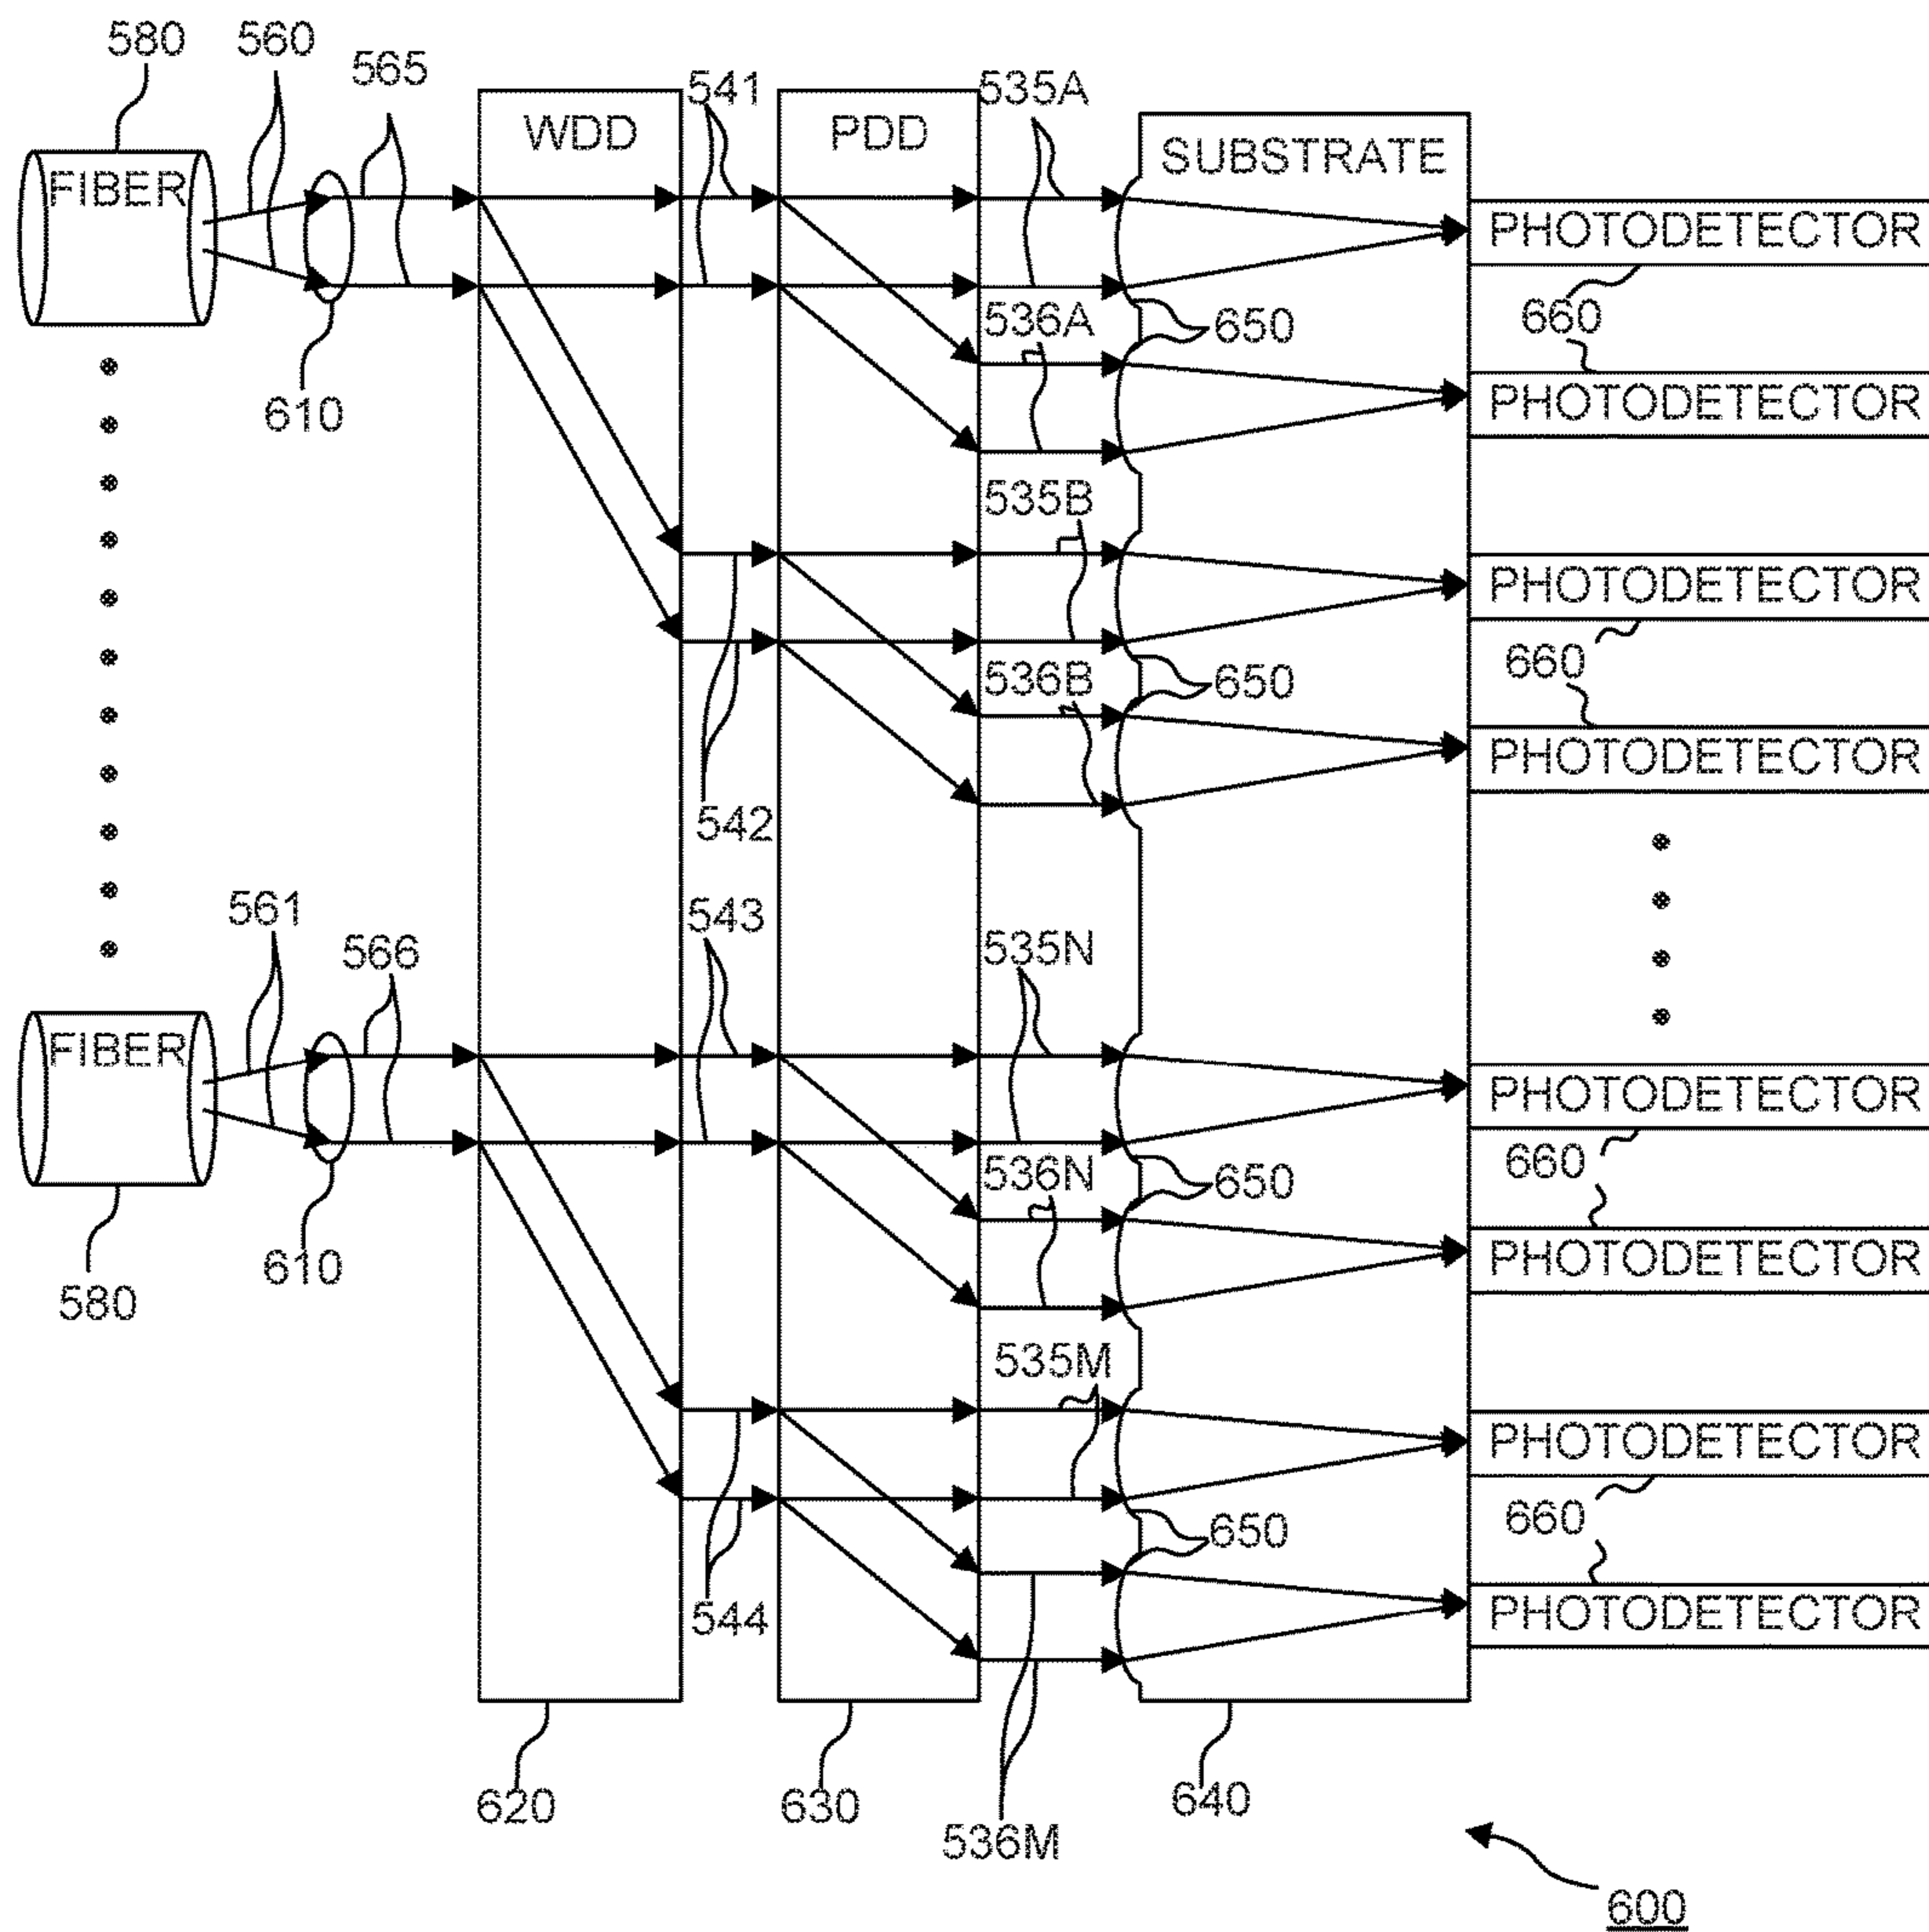 580
560
565
541
535A
WDD
PDD
SUBSTRATE
FIBER
PHOTODETECTOR
536A
650
660
610
PHOTODETECTOR
535B
PHOTODETECTOR
660
536B
650
PHOTODETECTOR
542
561
566
543
535N
FIBER
PHOTODETECTOR
660
536N
650
610
PHOTODETECTOR
580
535M
PHOTODETECTOR
660
650
544
PHOTODETECTOR
620
630
640
536M
600